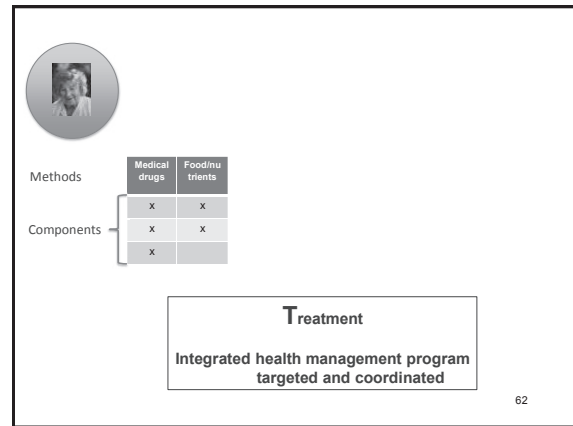 Methods
Medical drugs
Food/nu trients
x x
Components
x x
x
Treatment
Integrated health management program
targeted and coordinated
62